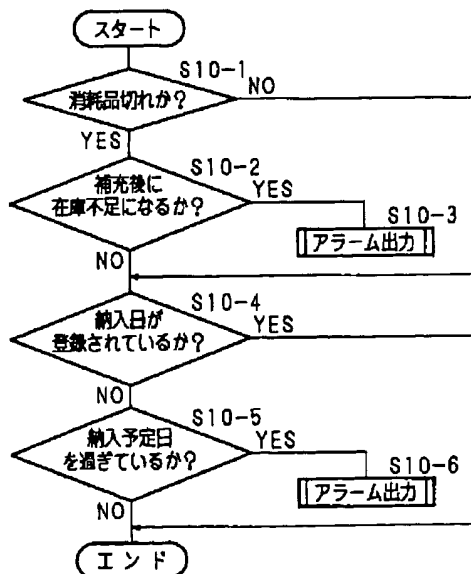 スタート
S10-1
消耗品切れか?
NO
YES
S10-2
補充後に
在庫不足になるか?
YES
S10-3
アラーム出力
NO
S10-4
納入日が
登録されているか?
YES
NO
S10-5
納入予定日
を過ぎているか?
YES
S10-6
アラーム出力
NO
エンド